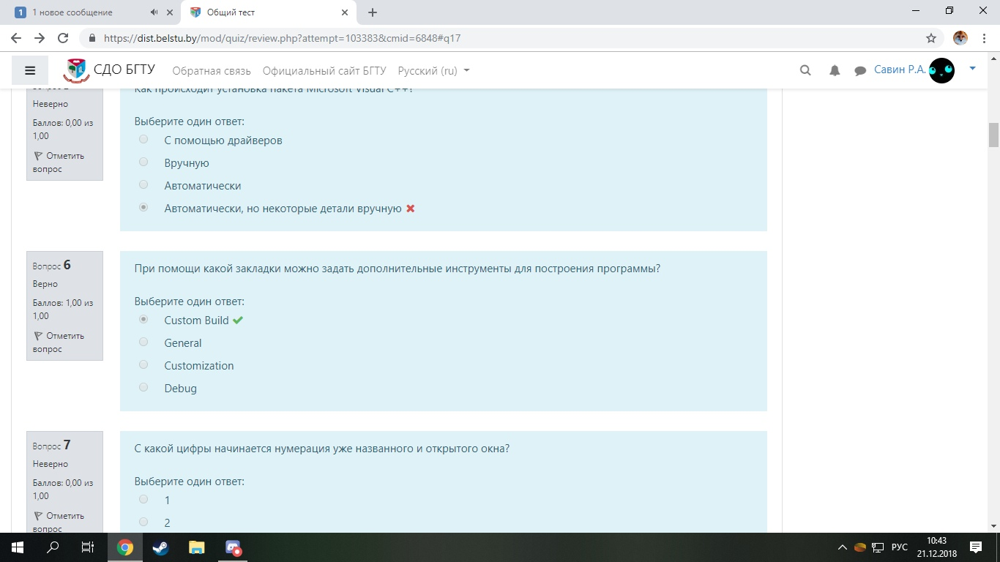 1 новое сообщение
Общий тест
https://dist.belstu.by/mod/quiz/review.php?attempt=103383&cmid=6848#q17
СДО БГТУ
Обратная связь
Официальный сайт БГТУ
Русский (ru)
Савин Р.А.
Как происходит установка пакета Microsoft Visual C++?
Неверно
Баллов: 0,00 из
1,00
Отметить
вопрос
Выберите один ответ:
С помощью драйверов
Вручную
Автоматически
Автоматически, но некоторые детали вручную
Вопрос 6
Верно
Баллов: 1,00 из
1,00
Отметить
вопрос
При помощи какой закладки можно задать дополнительные инструменты для построения программы?
Выберите один ответ:
Custom Build
General
Customization
Debug
Вопрос 7
Неверно
Баллов: 0,00 из
1,00
Отметить
вопрос
С какой цифры начинается нумерация уже названного и открытого окна?
Выберите один ответ:
1
2
РУС
10:43
21.12.2018